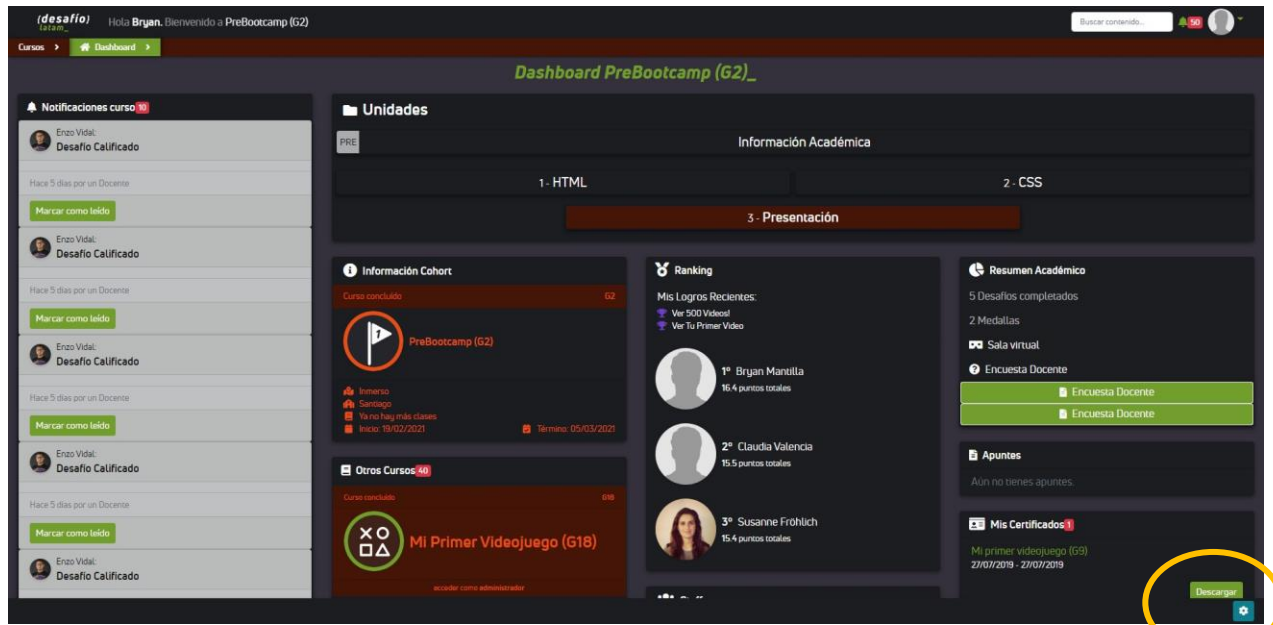 (desafío)
latam_
Hola Bryan. Bienvenido a PreBootcamp (G2)
Buscar contenido...
50
Cursos
Dashboard
Dashboard PreBootcamp (G2)_
Notificaciones curso 10
Enzo Vidal:
Desafío Calificado
Hace 5 días por un Docente
Marcar como leído
Enzo Vidal:
Desafío Calificado
Hace 5 días por un Docente
Marcar como leído
Enzo Vidal:
Desafío Calificado
Hace 5 días por un Docente
Marcar como leído
Enzo Vidal:
Desafío Calificado
Hace 5 días por un Docente
Marcar como leído
Enzo Vidal:
Desafío Calificado
Unidades
PRE
Información Académica
1 - HTML
2 - CSS
3 - Presentación
Información Cohort
Curso concluido
G2
1
PreBootcamp (G2)
Inmerso
Santiago
Ya no hay más clases
Inicio: 19/02/2021
Término: 05/03/2021
Otros Cursos 40
Curso concluido
G18
Mi Primer Videojuego (G18)
acceder como administrador
Ranking
Mis Logros Recientes:
Ver 500 Videos!
Ver Tu Primer Video
1º Bryan Mantilla
16.4 puntos totales
2º Claudia Valencia
15.5 puntos totales
3º Susanne Fröhlich
15.4 puntos totales
Resumen Académico
5 Desafíos completados
2 Medallas
Sala virtual
Encuesta Docente
Encuesta Docente
Encuesta Docente
Apuntes
Aún no tienes apuntes.
Mis Certificados 1
Mi primer videojuego (G9)
27/07/2019 - 27/07/2019
Descargar